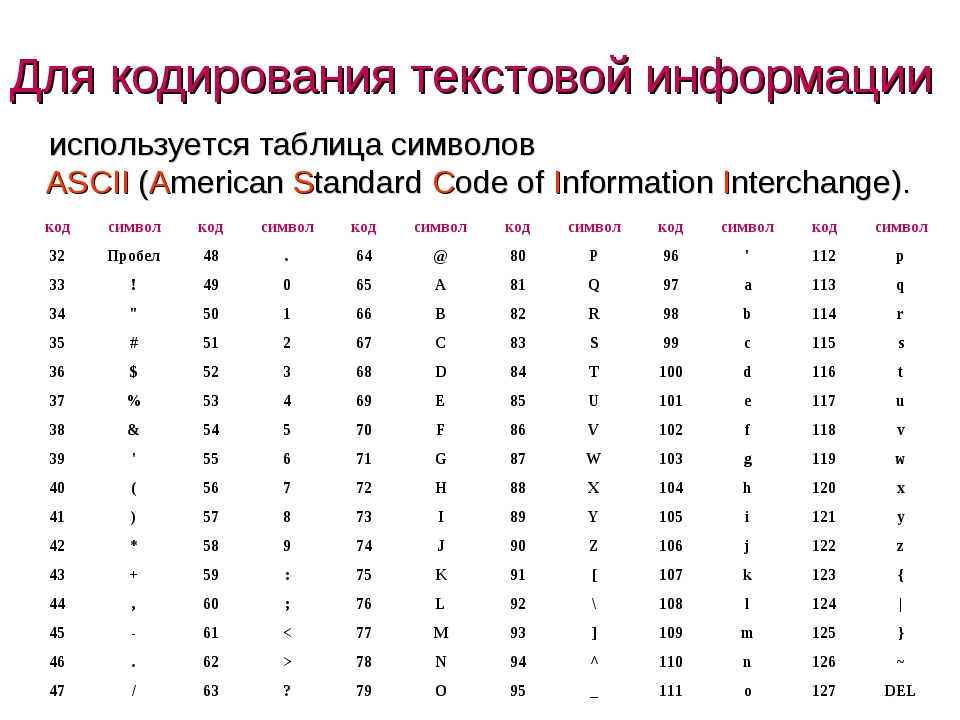 Для кодирования текстовой информации
используется таблица символов
ASCII (American Standard Code of Information Interchange).
код символ код символ код символ код символ код символ код символ
32 Пробел 48 . 64 @ 80 P 96 ' 112 p
33 ! 49 0 65 A 81 Q 97 a 113 q
34 " 50 1 66 B 82 R 98 b 114 r
35 # 51 2 67 C 83 S 99 c 115 s
36 $ 52 3 68 D 84 T 100 d 116 t
37 % 53 4 69 E 85 U 101 e 117 u
38 & 54 5 70 F 86 V 102 f 118 v
39 ' 55 6 71 G 87 W 103 g 119 w
40 ( 56 7 72 H 88 X 104 h 120 x
41 ) 57 8 73 I 89 Y 105 i 121 y
42 * 58 9 74 J 90 Z 106 j 122 z
43 + 59 : 75 K 91 [ 107 k 123 {
44 , 60 ; 76 L 92 \ 108 l 124 |
45 - 61 < 77 M 93 ] 109 m 125 }
46 . 62 > 78 N 94 ^ 110 n 126 ~
47 / 63 ? 79 O 95 _ 111 o 127 DEL